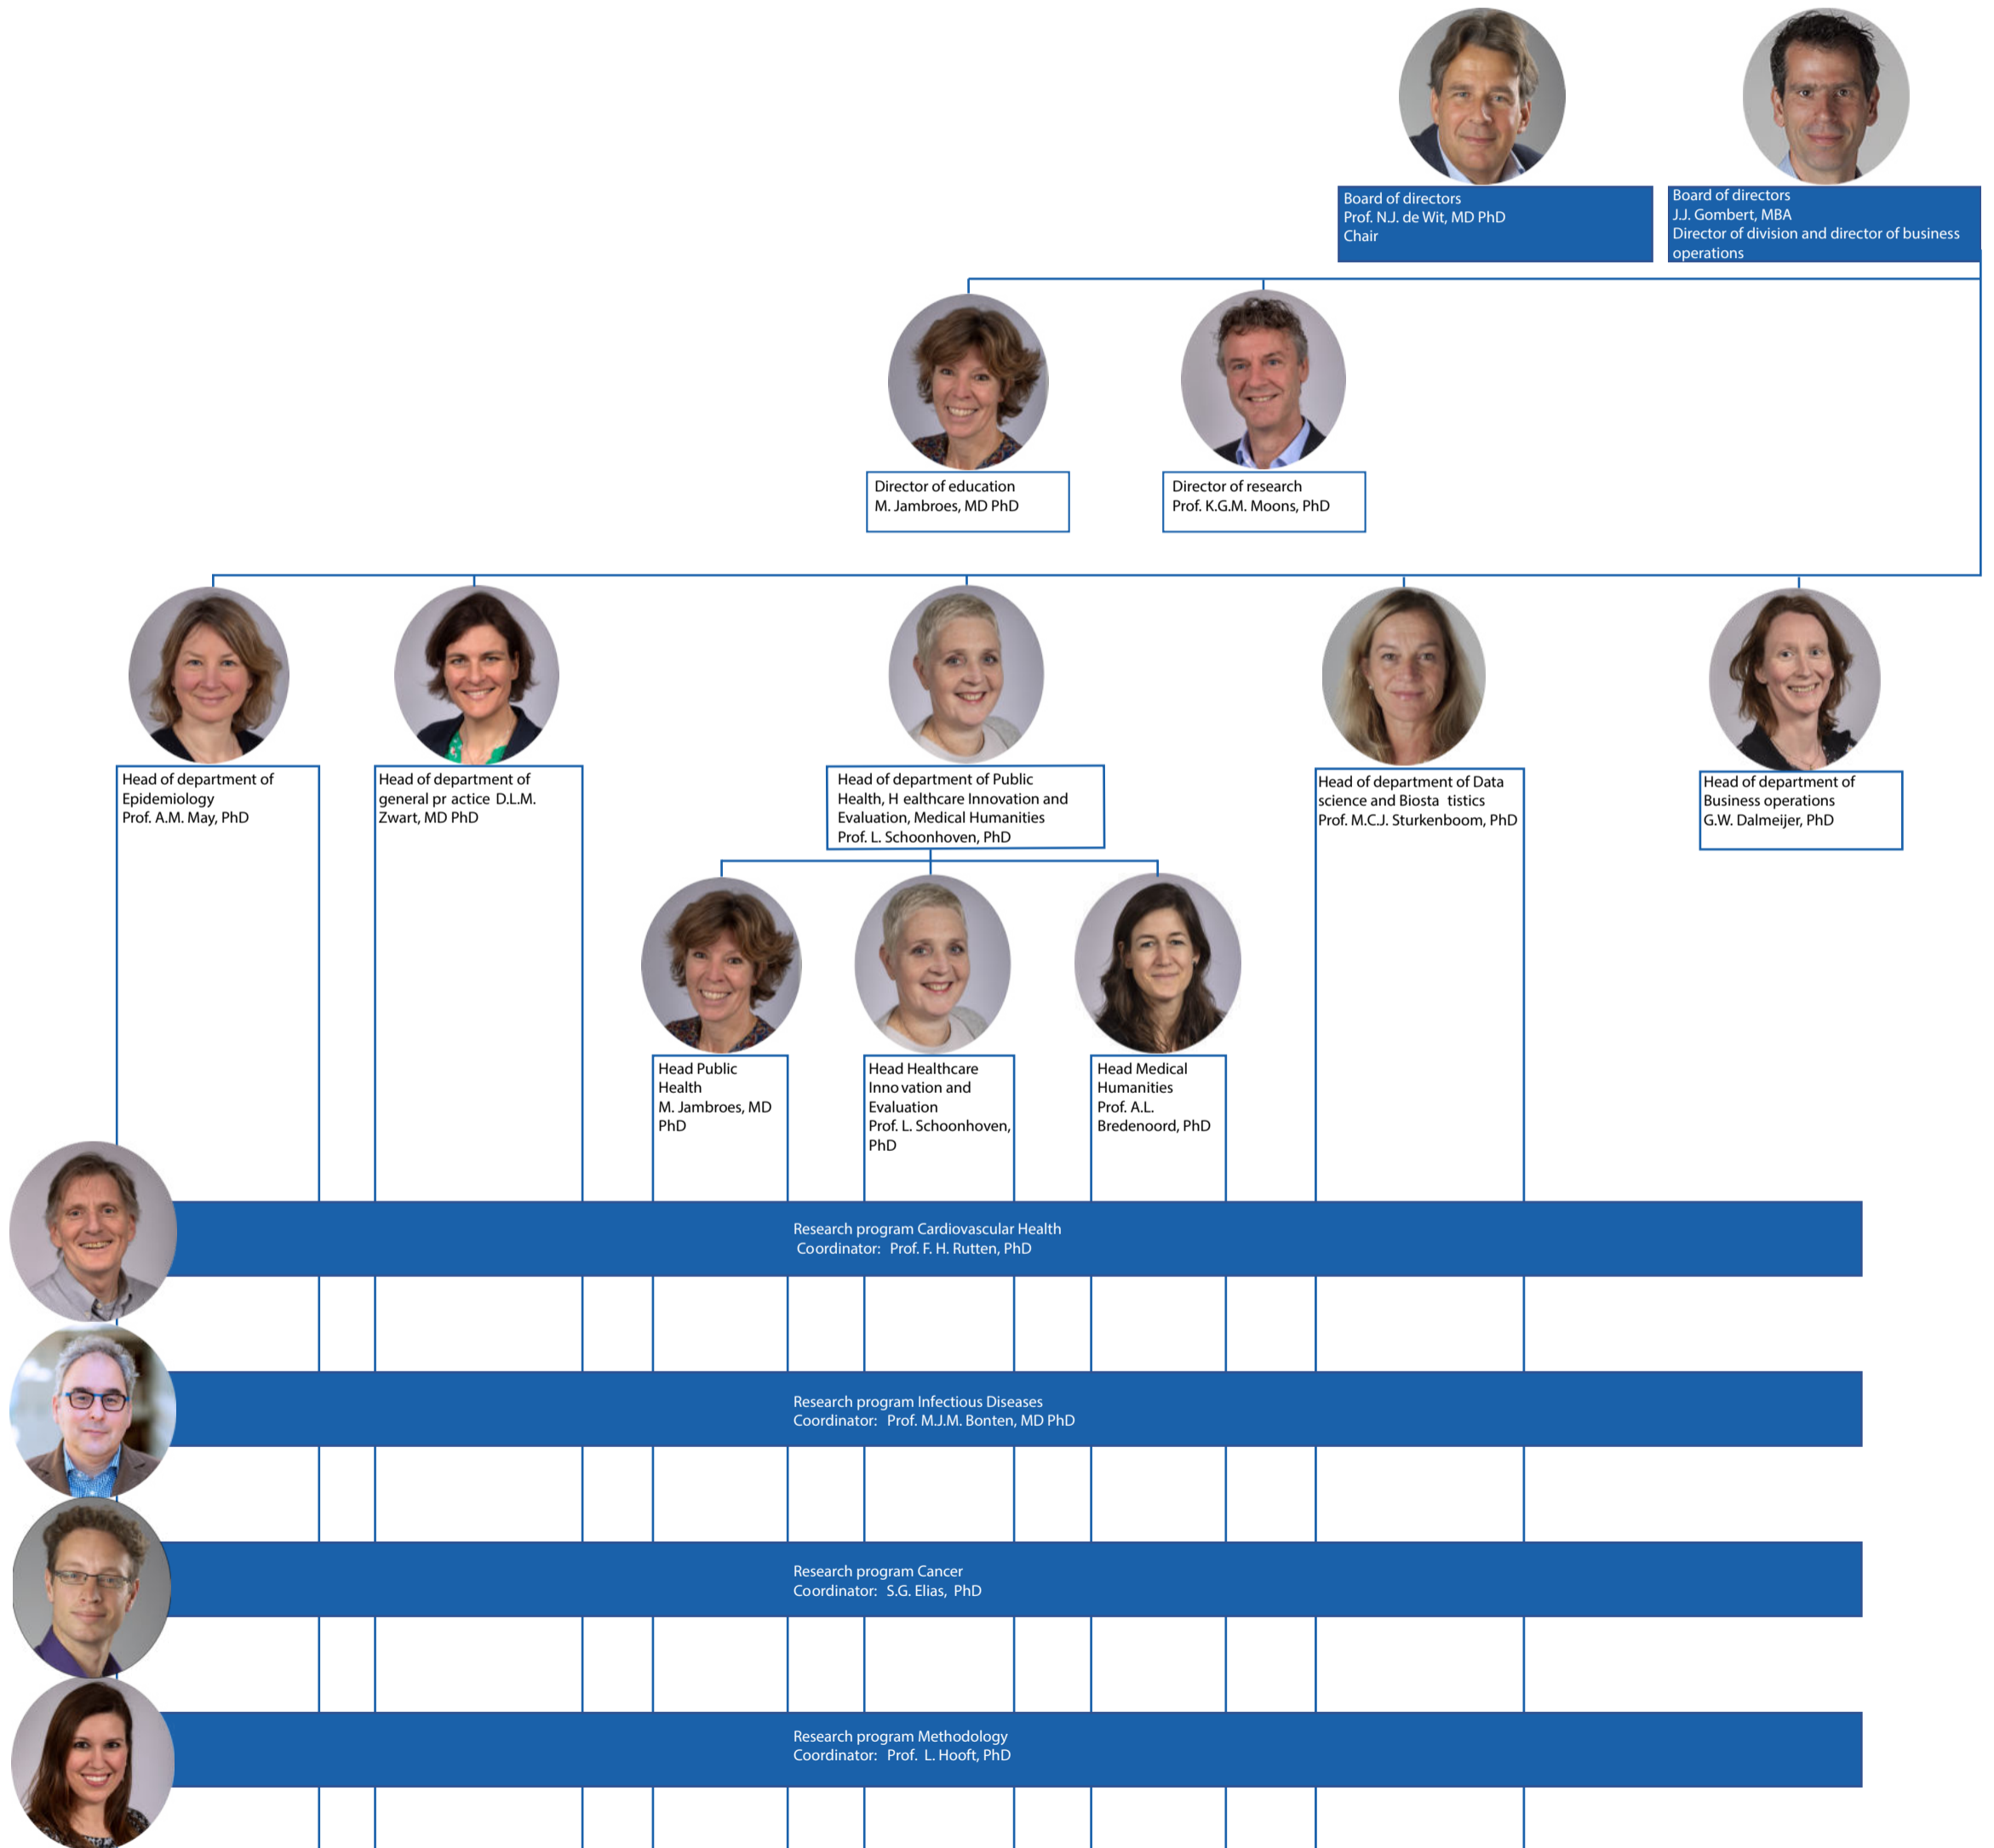 Board of directors
Prof. N.J. de Wit, MD PhD
Chair
Board of directors
J.J. Gombert, MBA
Director of division and director of business
operations
Director of education
M. Jambroes, MD PhD
Director of research
Prof. K.G.M. Moons, PhD
Head of department of
Epidemiology
Prof. A.M. May, PhD
Head of department of
general pr actice D.L.M.
Zwart, MD PhD
Head of department of Public
Health, H ealthcare Innovation and
Evaluation, Medical Humanities
Prof. L. Schoonhoven, PhD
Head of department of Data
science and Biosta tistics
Prof. M.C.J. Sturkenboom, PhD
Head of department of
Business operations
G.W. Dalmeijer, PhD
Head Public
Health
M. Jambroes, MD
PhD
Head Healthcare
Inno vation and
Evaluation
Prof. L. Schoonhoven,
PhD
Head Medical
Humanities
Prof. A.L.
Bredenoord, PhD
Research program Cardiovascular Health
Coordinator: Prof. F. H. Rutten, PhD
Research program Infectious Diseases
Coordinator: Prof. M.J.M. Bonten, MD PhD
Research program Cancer
Coordinator: S.G. Elias, PhD
Research program Methodology
Coordinator: Prof. L. Hooft, PhD